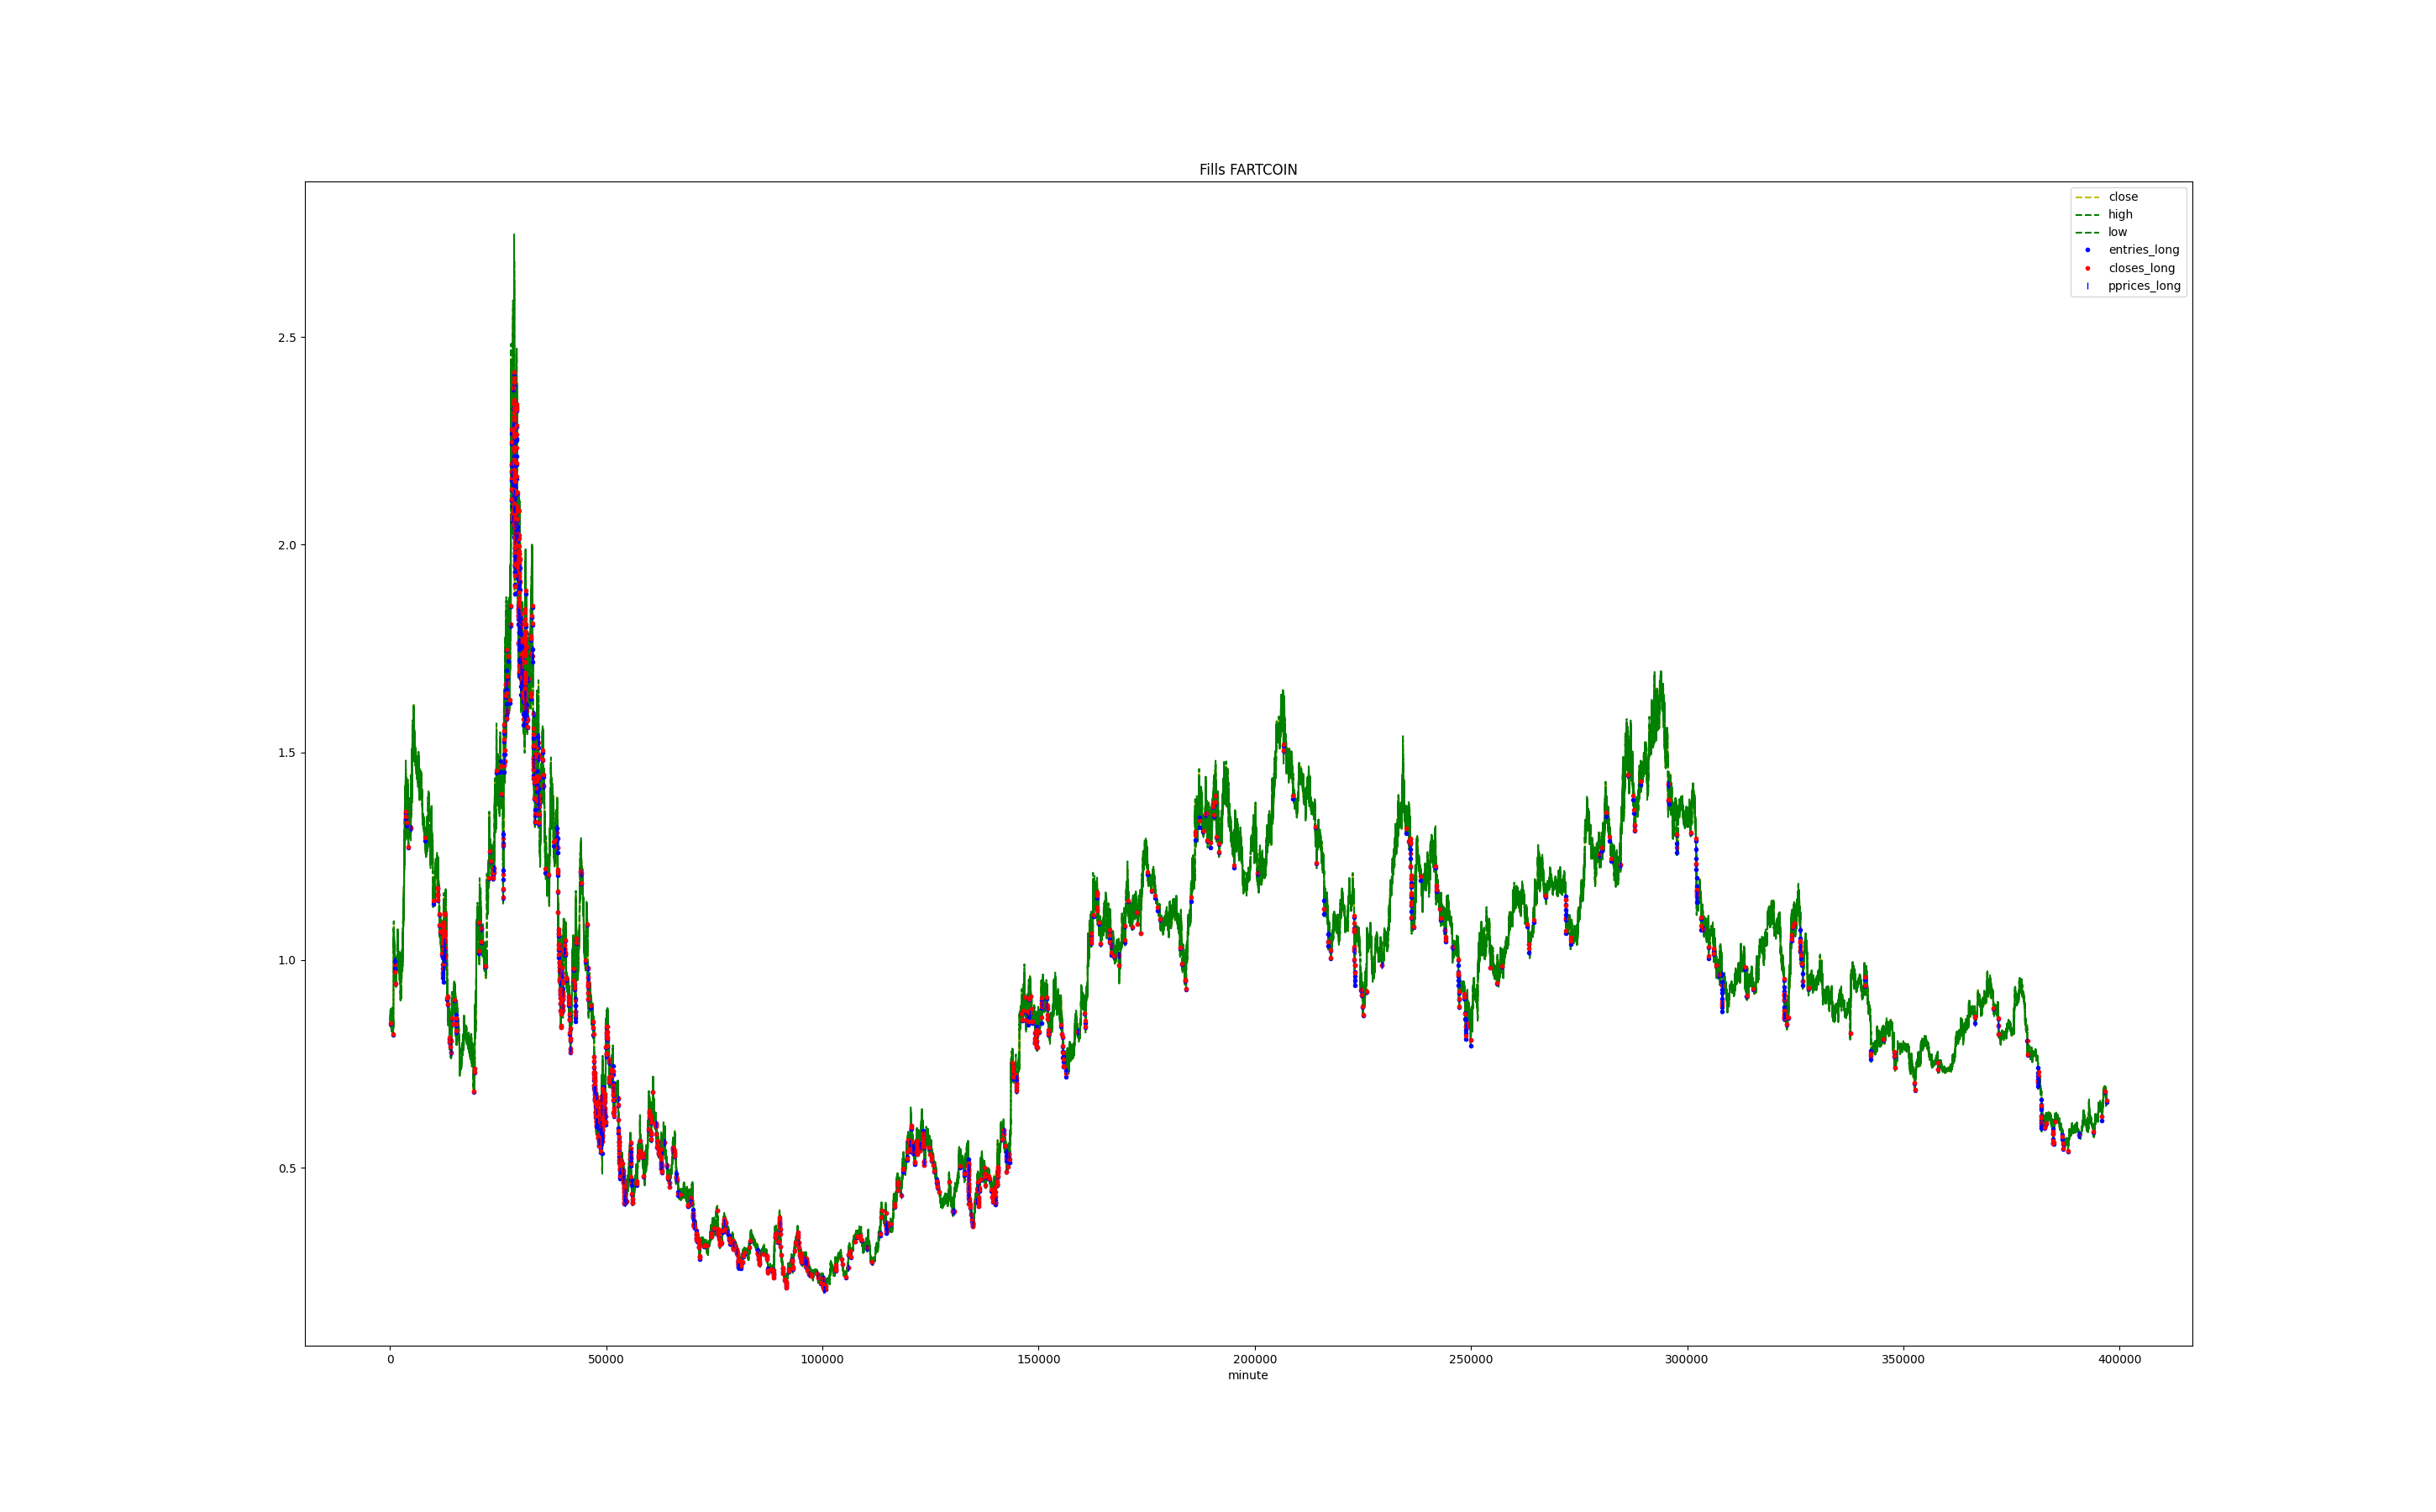 Fills FARTCOIN
close
high
low
entries_long
closes_long
pprices_long
2.5
2.0
1.5
1.0
0.5
0 50000 100000 150000 200000 250000 300000 350000 400000
minute